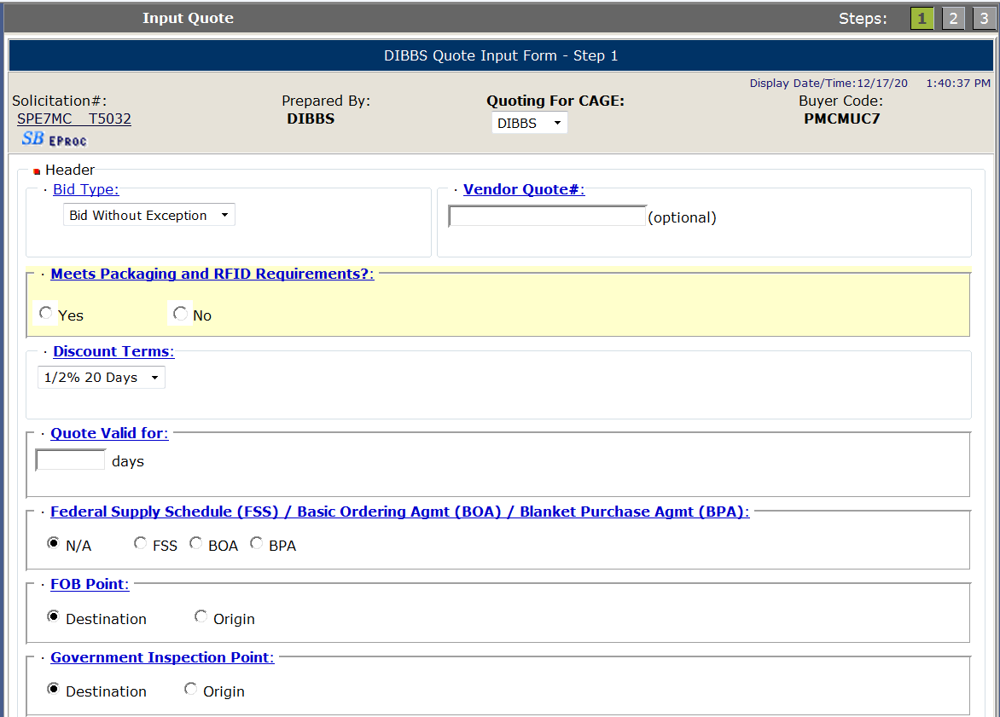 Input Quote Steps: 1 2 3
DIBBS Quote Input Form - Step 1
Display Date/Time:12/17/20 1:40:37 PM
Solicitation#: Prepared By: Quoting For CAGE: Buyer Code:
SPE7MC T5032 DIBBS DIBBS PMCMUC7
SB EPROC
Header
· Bid Type: · Vendor Quote#:
Bid Without Exception (optional)
· Meets Packaging and RFID Requirements?:
Yes No
· Discount Terms:
1/2% 20 Days
· Quote Valid for:
days
· Federal Supply Schedule (FSS) / Basic Ordering Agmt (BOA) / Blanket Purchase Agmt (BPA):
N/A FSS BOA BPA
· FOB Point:
Destination Origin
· Government Inspection Point:
Destination Origin